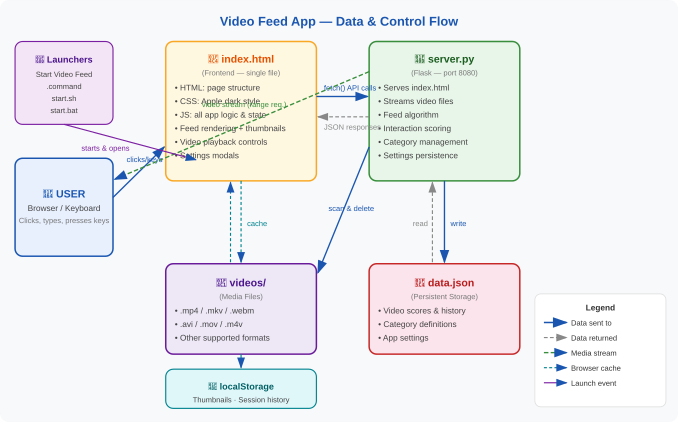 Video Feed App — Data & Control Flow
Launchers
Start Video Feed
.command
start.sh
start.bat
index.html
(Frontend — single file)
• HTML: page structure
• CSS: Apple dark style
• JS: all app logic & state
• Feed rendering + thumbnails
• Video playback controls
• Settings modals
server.py
(Flask — port 8080)
• Serves index.html
• Streams video files
• Feed algorithm
• Interaction scoring
• Category management
• Settings persistence
fetch() API calls
video stream (range req.)
JSON responses
starts & opens
clicks/keys
USER
Browser / Keyboard
Clicks, types, presses keys
scan & delete
cache
read
write
videos/
(Media Files)
• .mp4 / .mkv / .webm
• .avi / .mov / .m4v
• Other supported formats
data.json
(Persistent Storage)
• Video scores & history
• Category definitions
• App settings
localStorage
Thumbnails · Session history
Legend
Data sent to
Data returned
Media stream
Browser cache
Launch event